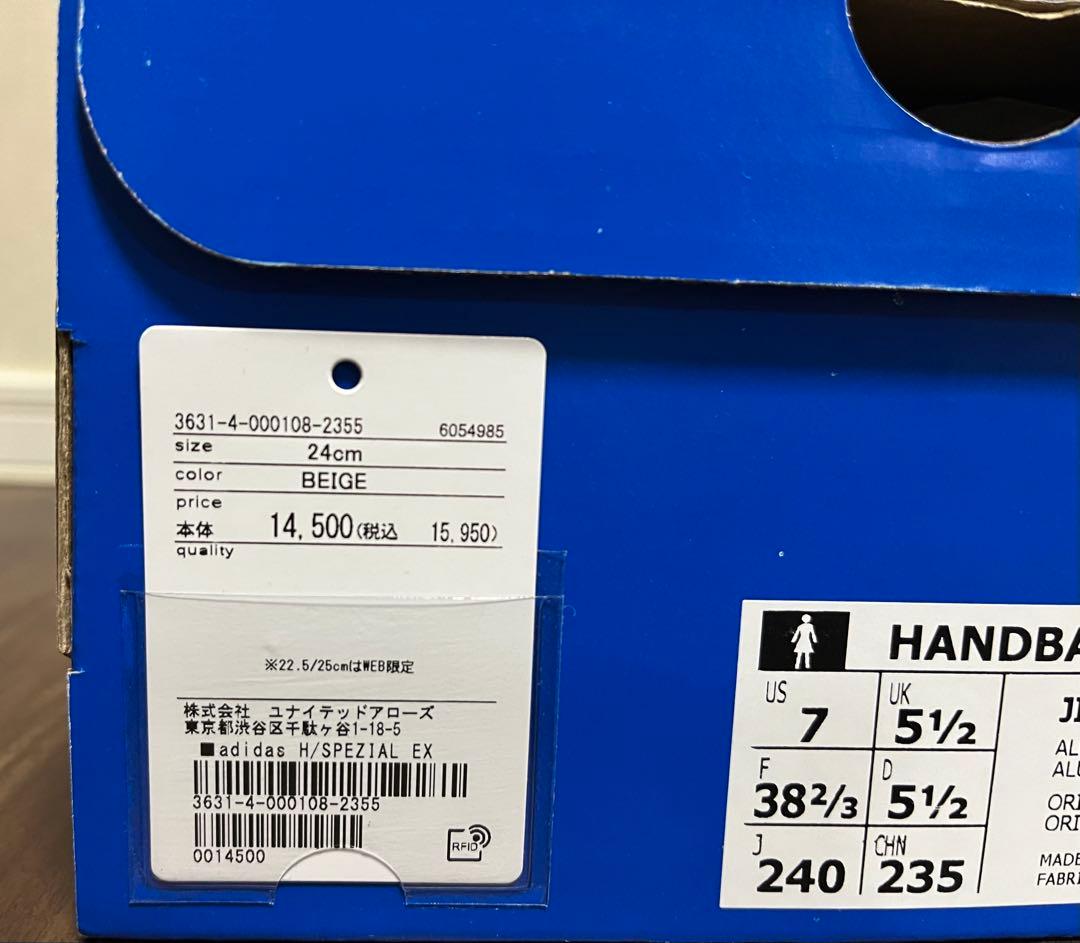 3631-4-000108-2355 6054985
size 24cm
color BEIGE
price
本体 14,500(税込 15,950)
quality
※22.5/25cmはWEB限定
株式会社 ユナイテッドアローズ
東京都渋谷区千駄ヶ谷1-18-5
■adidas H/SPEZIAL EX
3631-4-000108-2355
0014500
RFID
HANDBA
US 7 UK 5½
F 38⅔ D 5½
J 240 CHN 235
AL
ALU
ORI
ORI
MADE
FABRI